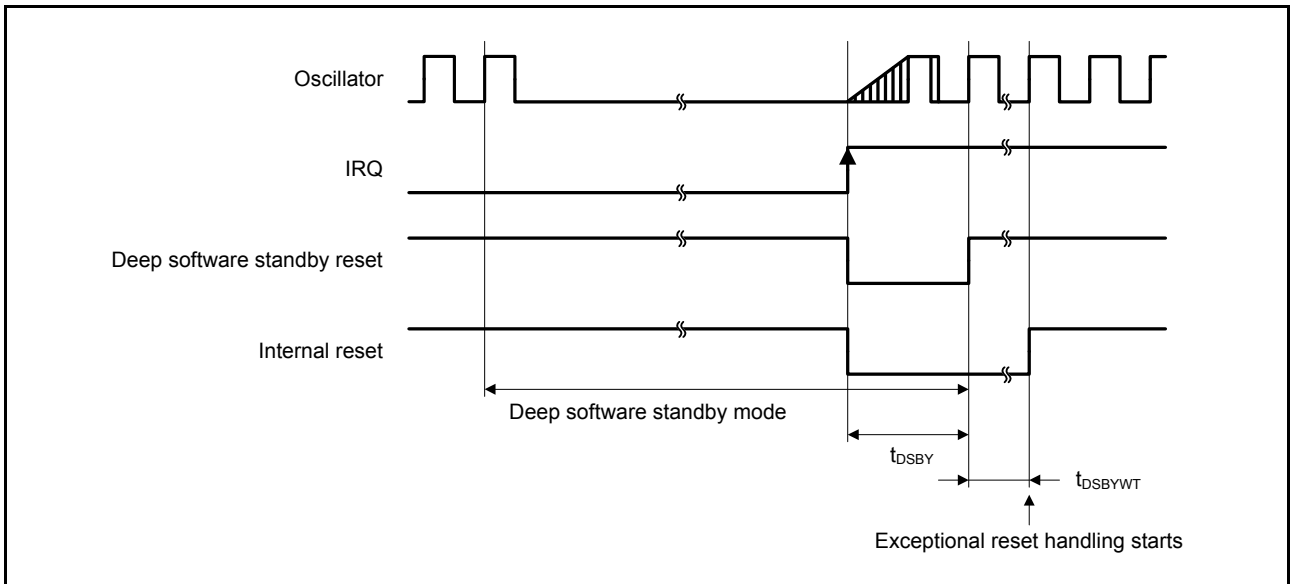 Oscillator
IRQ
Deep software standby reset
Internal reset
Deep software standby mode
tDSBY
tDSBYWT
Exceptional reset handling starts